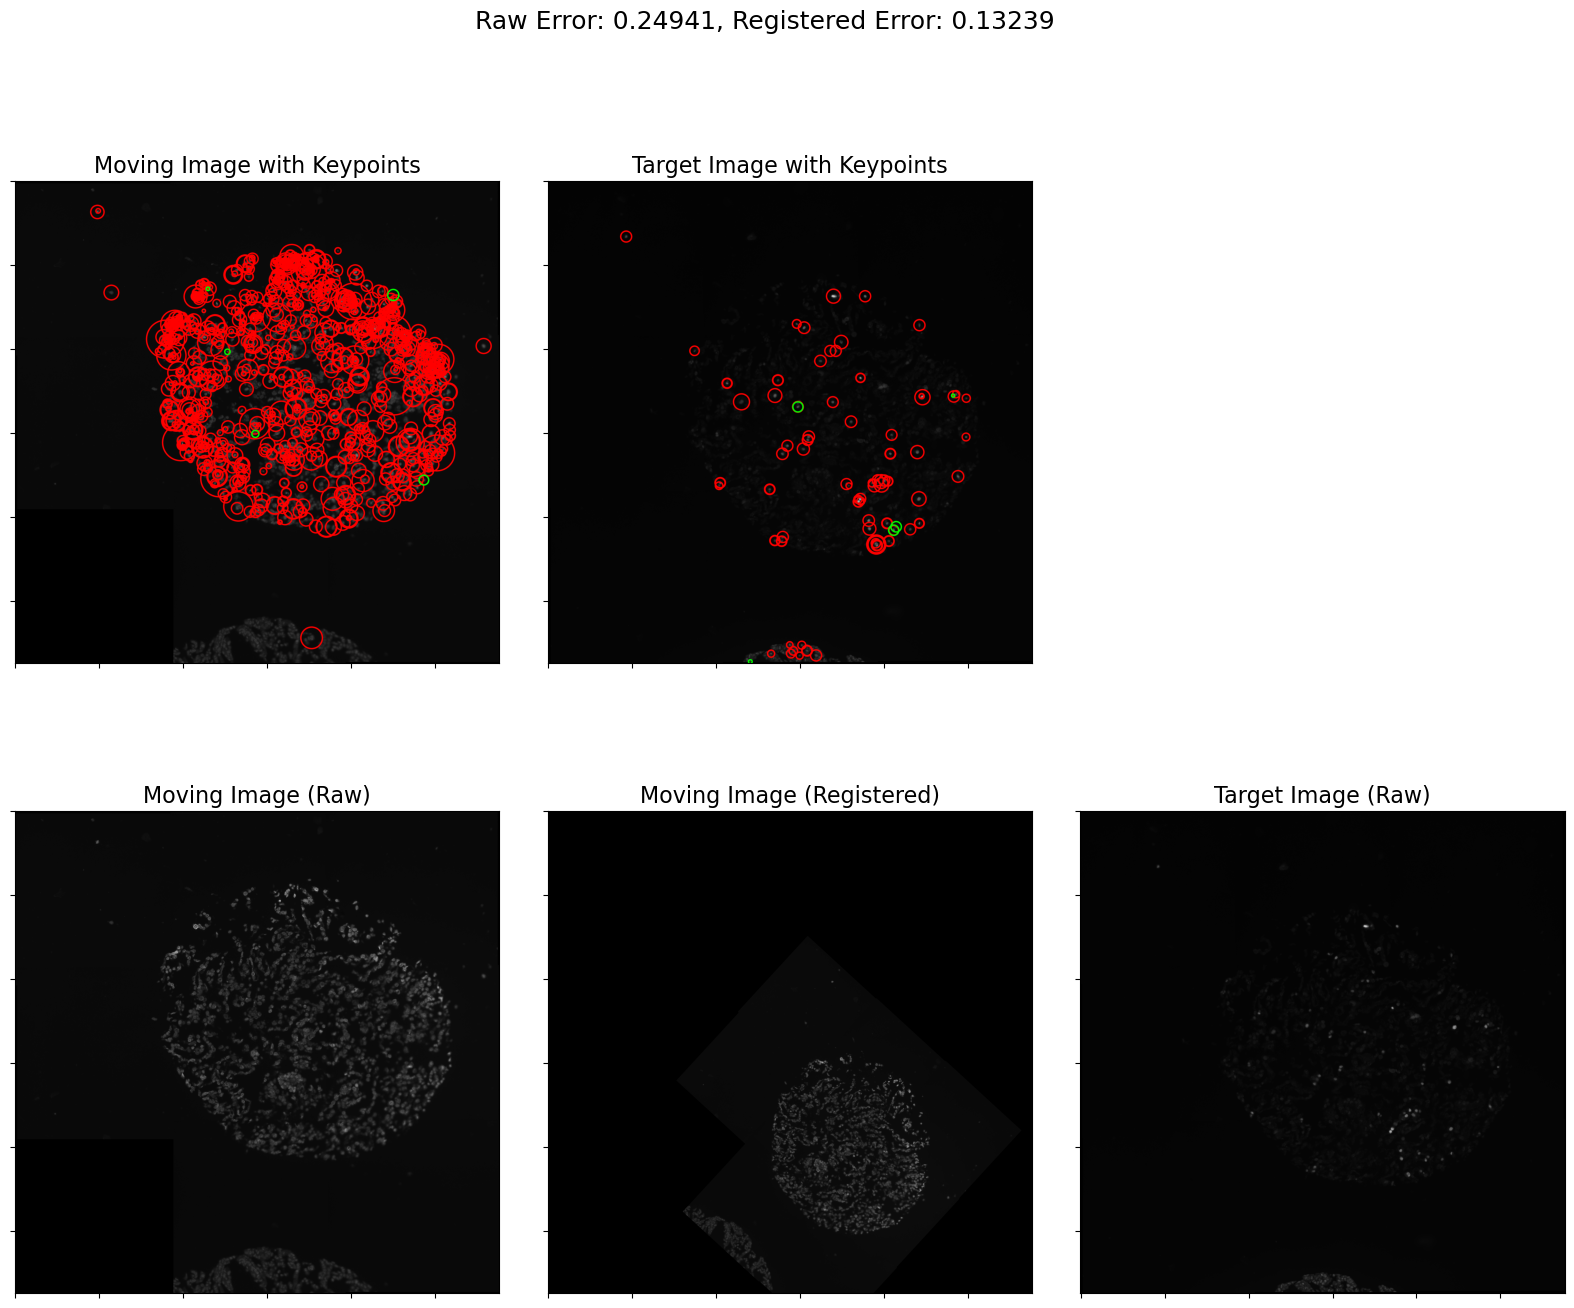 Raw Error: 0.24941, Registered Error: 0.13239
Moving Image with Keypoints
Target Image with Keypoints
Moving Image (Raw)
Moving Image (Registered)
Target Image (Raw)